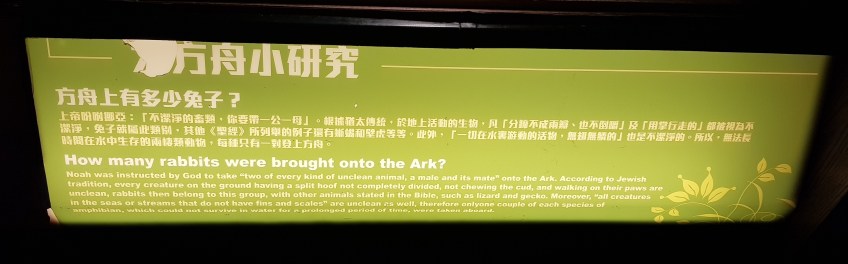 方舟小研究
方舟上有多少兔子？
上帝吩咐挪亞：「不潔淨的畜類，你要帶一公一母」。根據猶太傳統，於地上活動的生物，凡「分蹄不成兩瓣、也不倒嚼」及「用掌行走的」都被視為不
潔淨，兔子就屬此類別，其他《聖經》所列舉的例子還有蜥蜴和壁虎等等。此外，「一切在水裏游動的活物，無翅無鱗的」也是不潔淨的。所以，無法長
時間在水中生存的兩棲類動物，每種只有一對登上方舟。
How many rabbits were brought onto the Ark?
Noah was instructed by God to take "two of every kind of unclean animal, a male and its mate" onto the Ark. According to Jewish
tradition, every creature on the ground having a split hoof not completely divided, not chewing the cud, and walking on their paws are
unclean, rabbits then belong to this group, with other animals stated in the Bible, such as lizard and gecko. Moreover, "all creatures
in the seas or streams that do not have fins and scales" are unclean as well, therefore onlyone couple of each species of
amphibian, which could not survive in water for a prolonged period of time, were taken aboard.